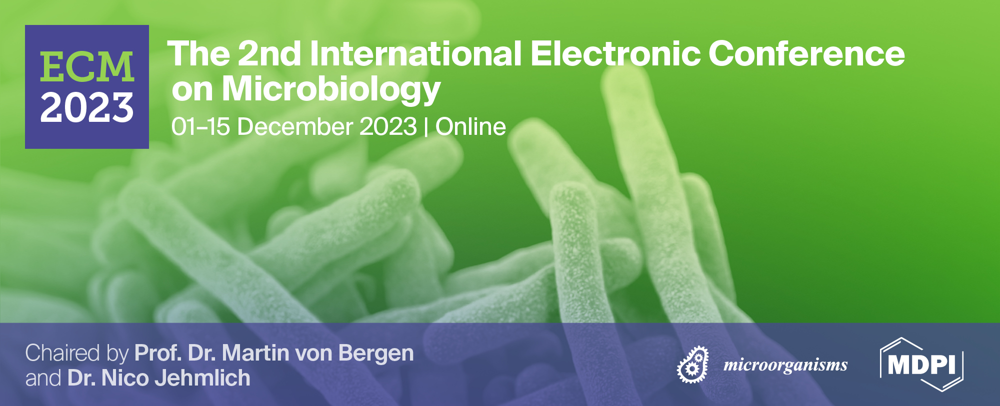 ECM
2023
The 2nd International Electronic Conference
on Microbiology
01–15 December 2023 | Online
Chaired by Prof. Dr. Martin von Bergen
and Dr. Nico Jehmlich
microorganisms
MDPI